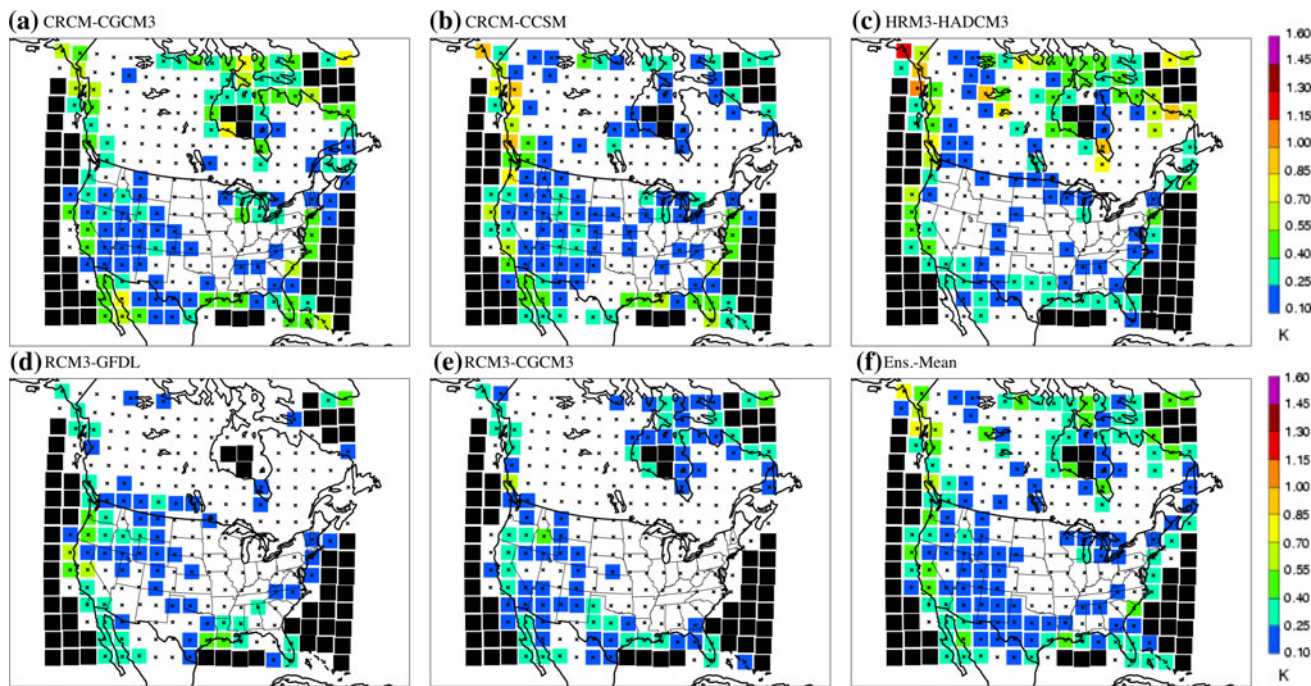 (a) CRCM-CGCM3
(b) CRCM-CCSM
(c) HRM3-HADCM3
1.60
1.45
1.30
1.15
1.00
0.85
0.70
0.55
0.40
0.25
0.10
K
(d) RCM3-GFDL
(e) RCM3-CGCM3
(f) Ens.-Mean
1.60
1.45
1.30
1.15
1.00
0.85
0.70
0.55
0.40
0.25
0.10
K